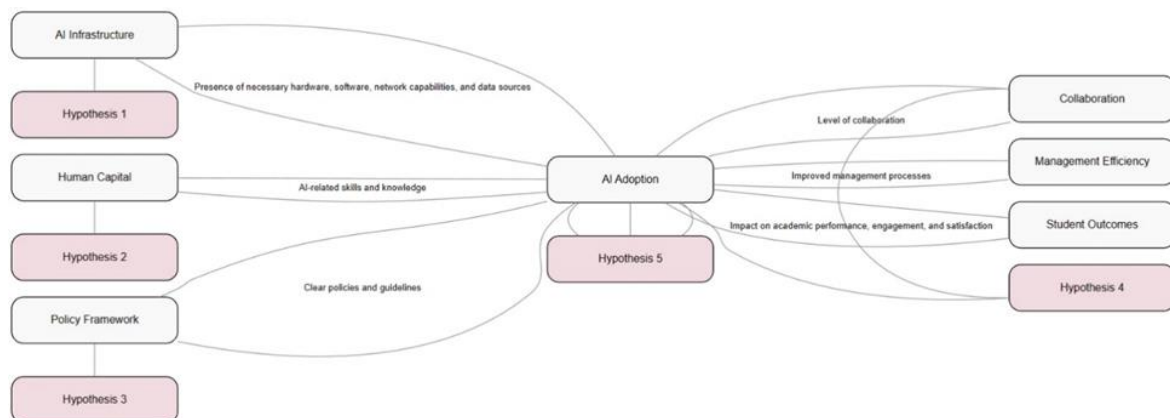 AI Infrastructure
Presence of necessary hardware, software, network capabilities, and data sources
Hypothesis 1
Human Capital
AI-related skills and knowledge
Hypothesis 2
Clear policies and guidelines
Policy Framework
Hypothesis 3
AI Adoption
Hypothesis 5
Collaboration
Level of collaboration
Management Efficiency
Improved management processes
Student Outcomes
Impact on academic performance, engagement, and satisfaction
Hypothesis 4